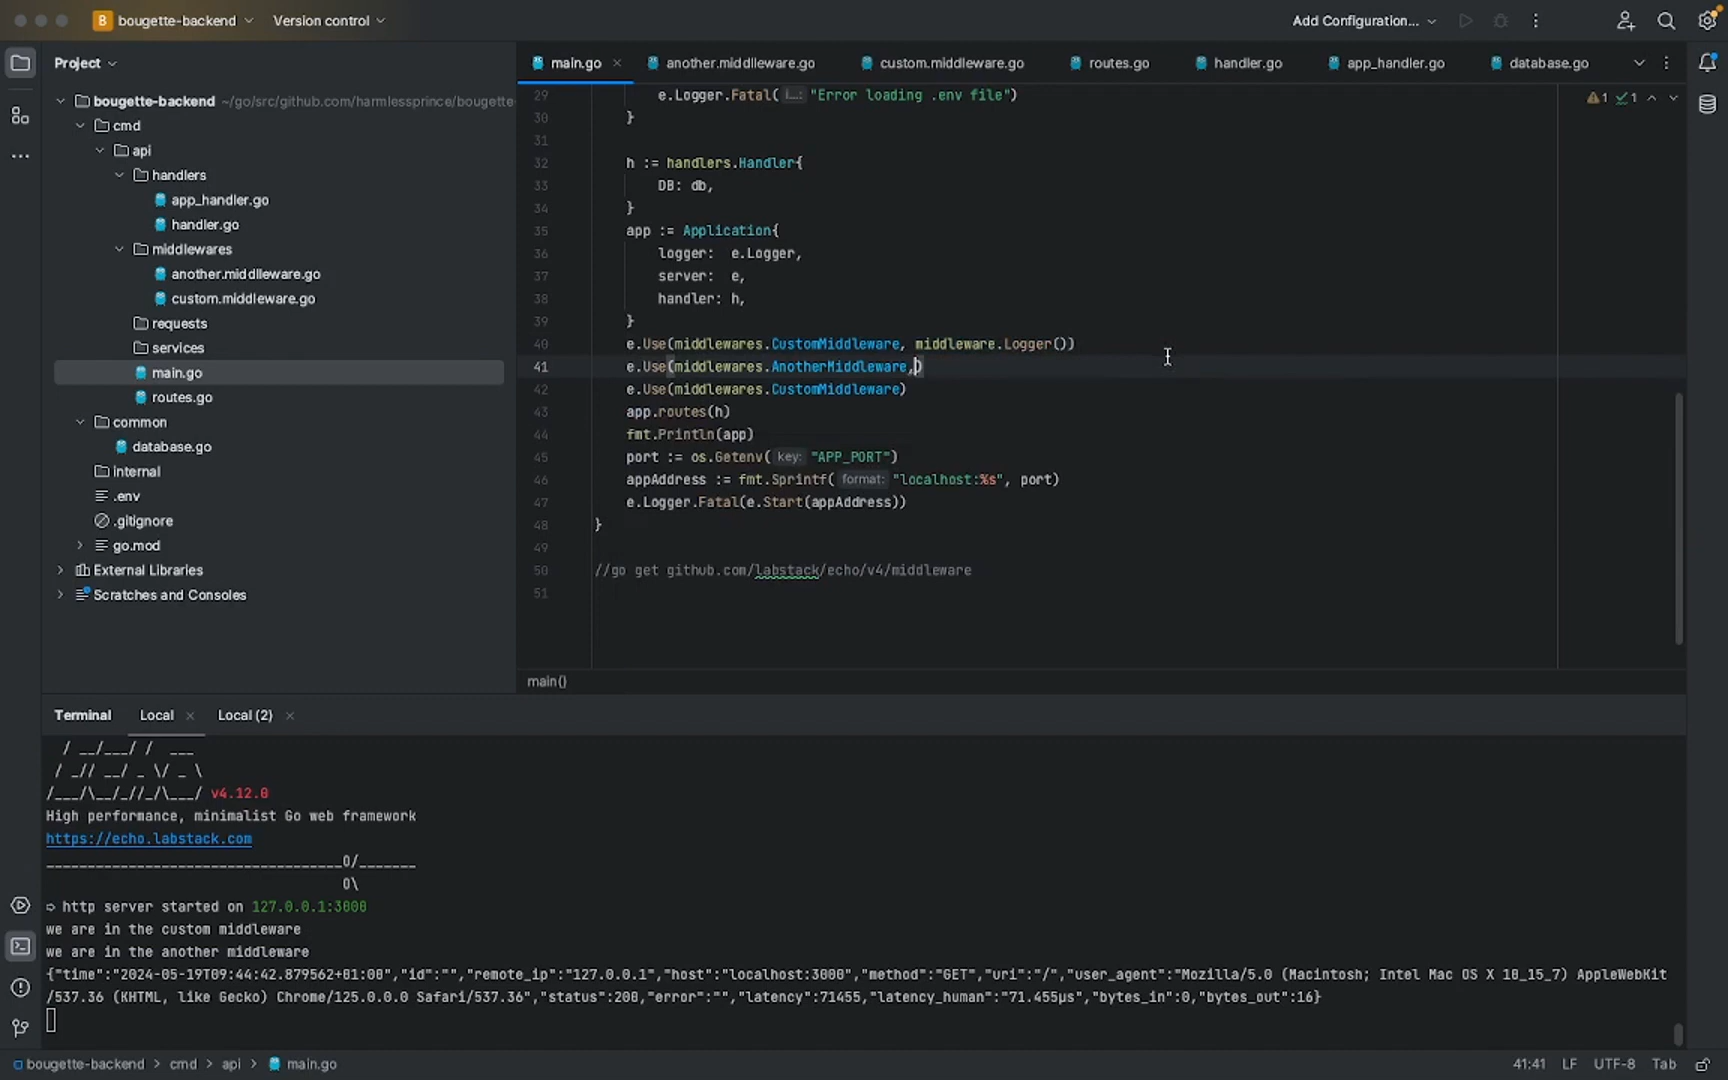 B bougette-backend
Version control
Add Configuration...
Project
main.go
another.middlleware.go
custom.middleware.go
routes.go
handler.go
app_handler.go
database.go
bougette-backend ~/go/src/github.com/harmlessprince/bougette-
cmd
api
handlers
app_handler.go
handler.go
middlewares
another.middlleware.go
custom.middleware.go
requests
services
main.go
routes.go
common
database.go
internal
.env
.gitignore
go.mod
External Libraries
Scratches and Consoles
1 1
29 e.Logger.Fatal( i...: "Error loading .env file")
30 }
31
32 h := handlers.Handler{
33 DB: db,
34 }
35 app := Application{
36 logger:  e.Logger,
37 server:  e,
38 handler: h,
39 }
40 e.Use(middlewares.CustomMiddleware, middleware.Logger())
41 e.Use(middlewares.AnotherMiddleware,)
42 e.Use(middlewares.CustomMiddleware)
43 app.routes(h)
44 fmt.Println(app)
45 port := os.Getenv( key: "APP_PORT")
46 appAddress := fmt.Sprintf( format: "localhost:%s", port)
47 e.Logger.Fatal(e.Start(appAddress))
48 }
49
50 //go get github.com/labstack/echo/v4/middleware
51
main()
Terminal
Local
Local (2)
/ __/___/ /  ___
/ _// __/ _ \/ _ \
/___/\__/_//_/\___/ v4.12.0
High performance, minimalist Go web framework
https://echo.labstack.com
____________________________________O/_______
O\
⇨ http server started on 127.0.0.1:3000
we are in the custom middleware
we are in the another middleware
{"time":"2024-05-19T09:44:42.879562+01:00","id":"","remote_ip":"127.0.0.1","host":"localhost:3000","method":"GET","uri":"/","user_agent":"Mozilla/5.0 (Macintosh; Intel Mac OS X 10_15_7) AppleWebKit
/537.36 (KHTML, like Gecko) Chrome/125.0.0.0 Safari/537.36","status":200,"error":"","latency":71455,"latency_human":"71.455µs","bytes_in":0,"bytes_out":16}
bougette-backend > cmd > api > main.go
41:41 LF UTF-8 Tab